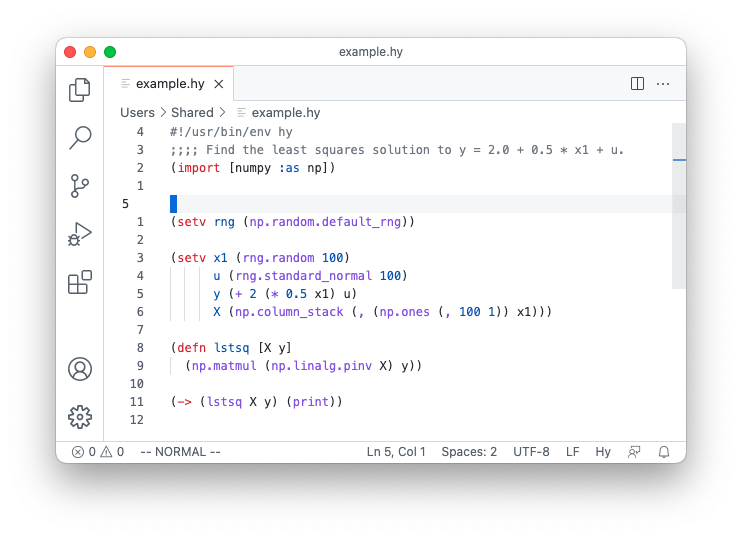 example.hy
example.hy
Users > Shared > example.hy
4 #!/usr/bin/env hy
3 ;;;; Find the least squares solution to y = 2.0 + 0.5 * x1 + u.
2 (import [numpy :as np])
1
5
1 (setv rng (np.random.default_rng))
2
3 (setv x1 (rng.random 100)
4       u (rng.standard_normal 100)
5       y (+ 2 (* 0.5 x1) u)
6       X (np.column_stack (, (np.ones (, 100 1)) x1)))
7
8 (defn lstsq [X y]
9   (np.matmul (np.linalg.pinv X) y))
10
11 (-> (lstsq X y) (print))
12
0 0 -- NORMAL -- Ln 5, Col 1 Spaces: 2 UTF-8 LF Hy